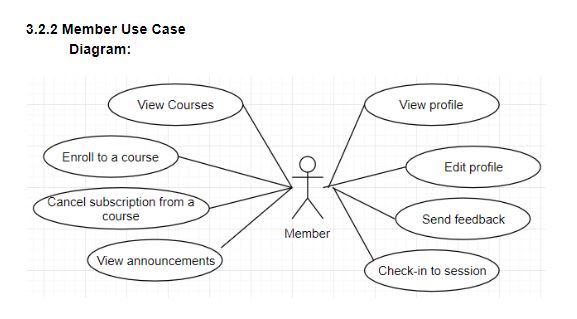 3.2.2 Member Use Case
Diagram:
View Courses
View profile
Enroll to a course
Edit profile
Cancel subscription from a
course
Send feedback
Member
View announcements
Check-in to session